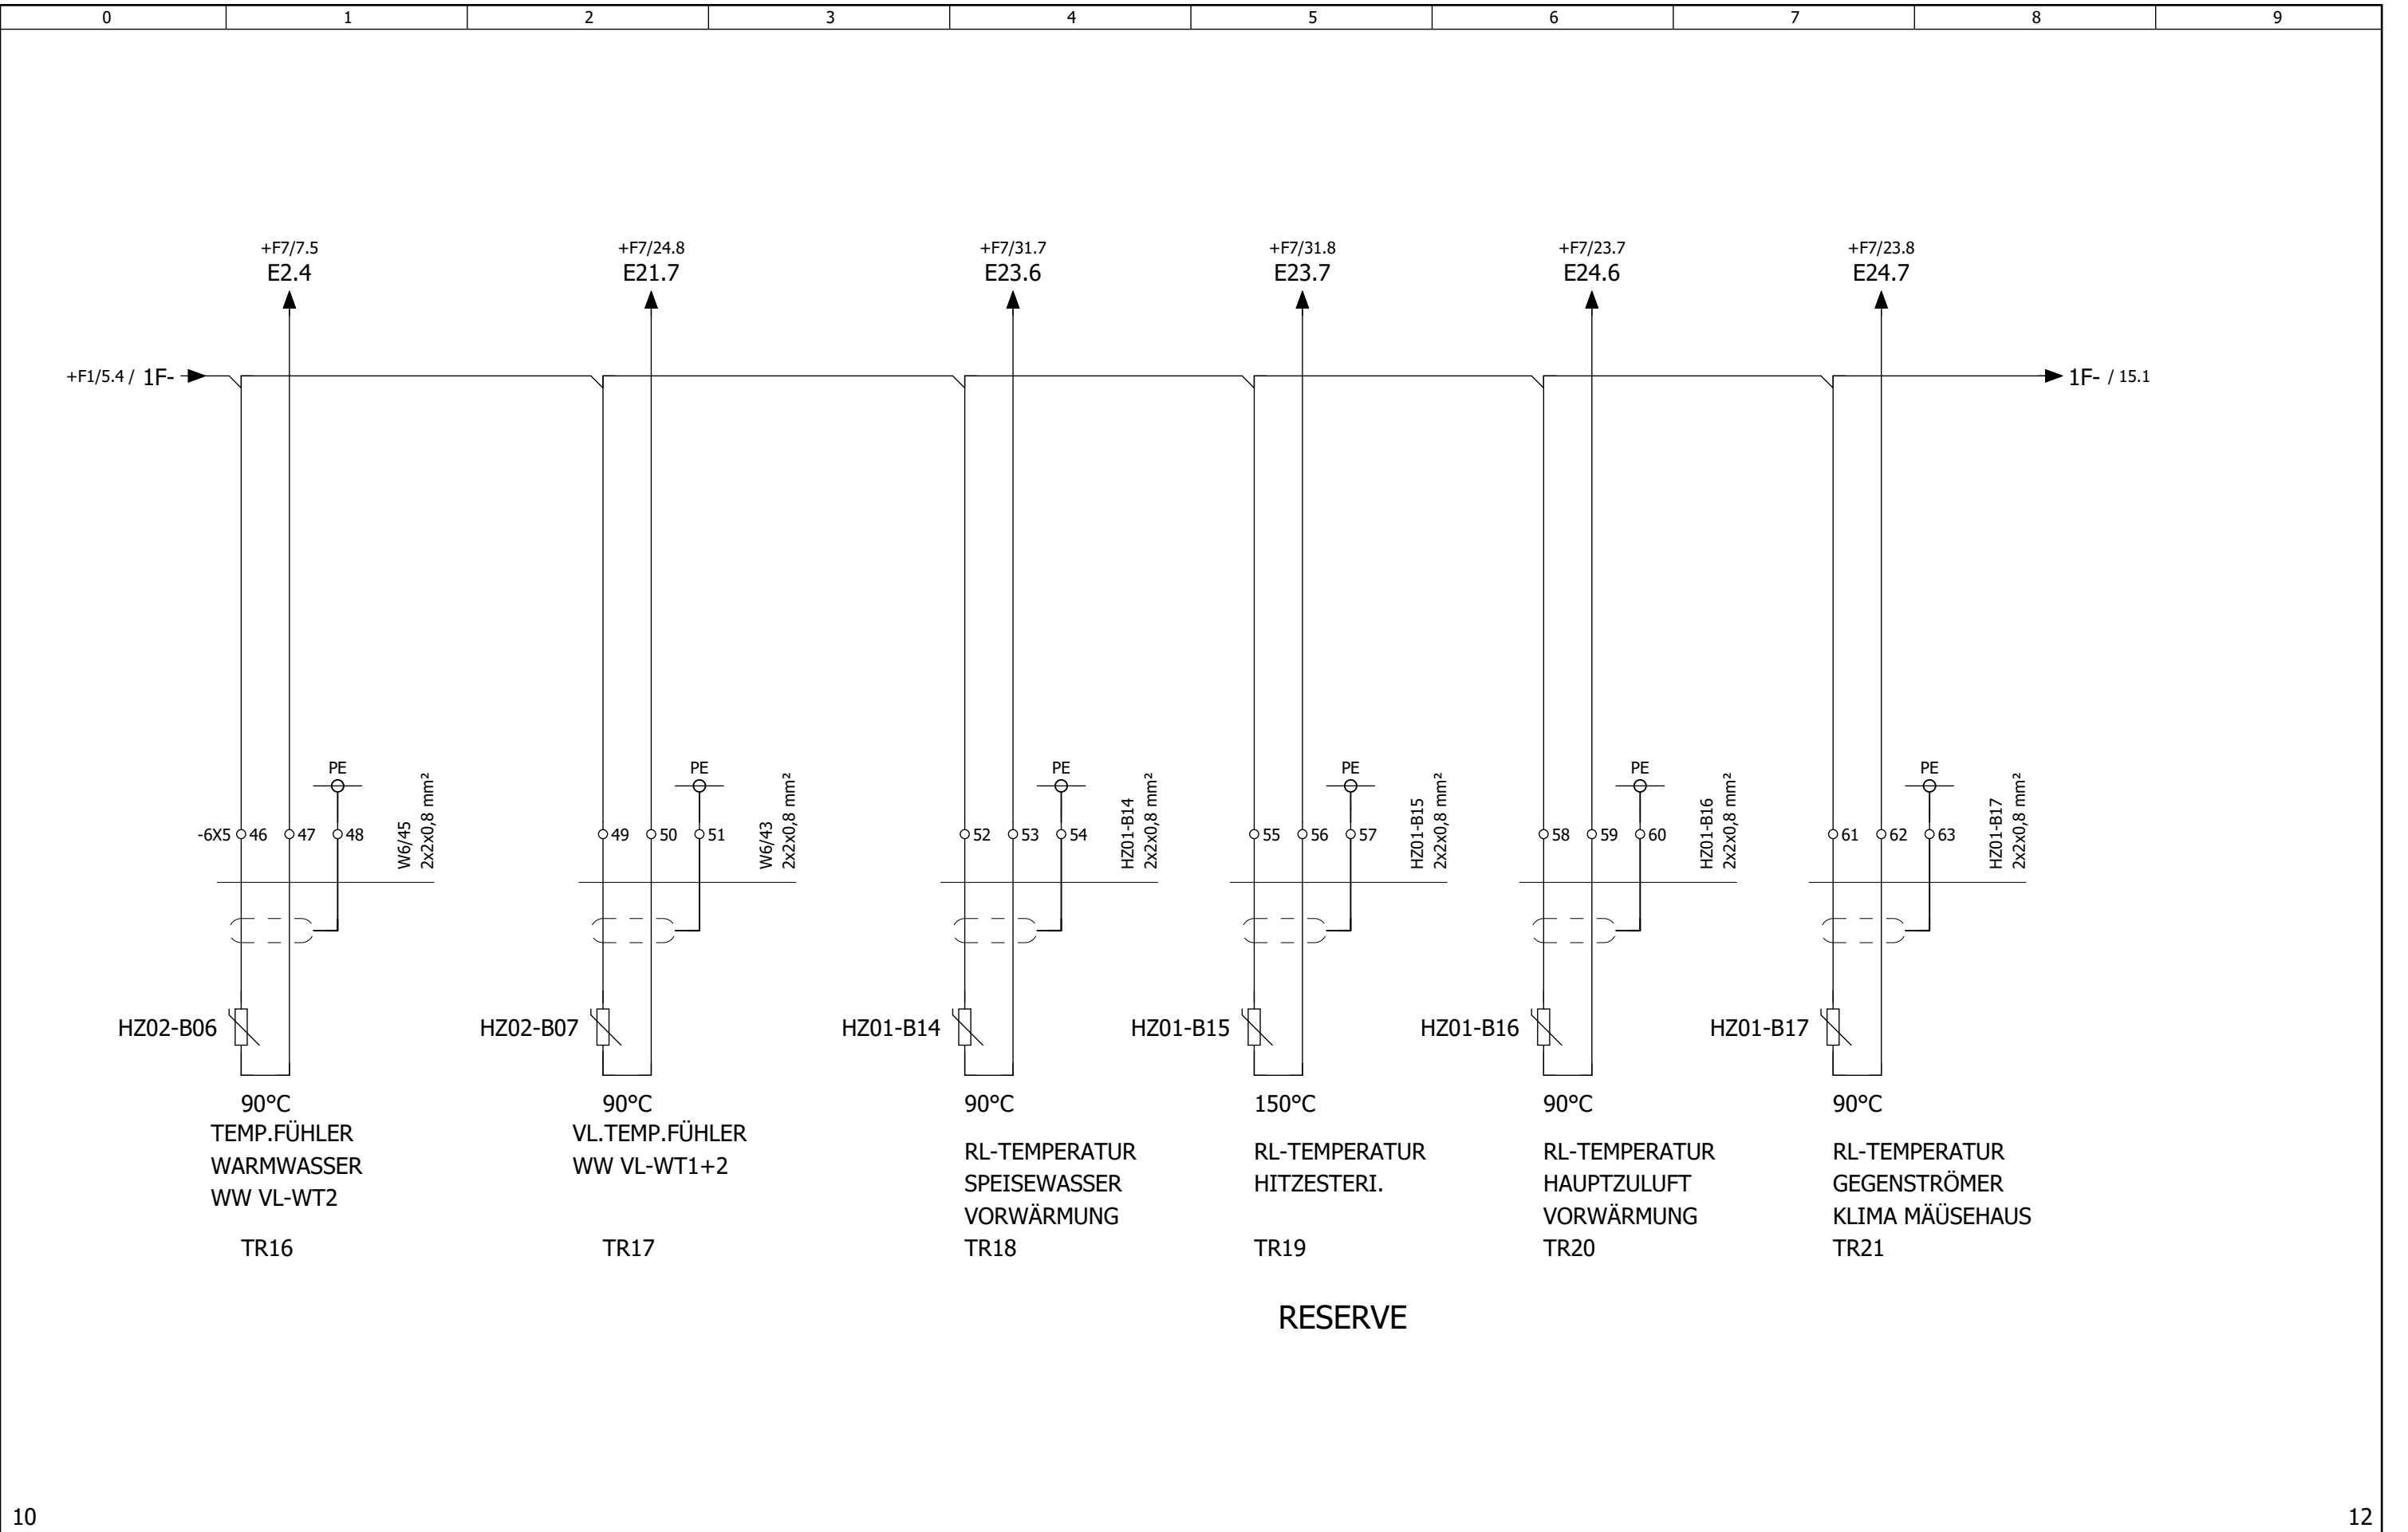 0 1 2 3 4 5 6 7 8 9
+F7/7.5 +F7/24.8 +F7/31.7 +F7/31.8 +F7/23.7 +F7/23.8
E2.4 E21.7 E23.6 E23.7 E24.6 E24.7
+F1/5.4 / 1F- 1F- / 15.1
PE PE PE PE PE PE
-6X5 46 47 48 49 50 51 52 53 54 55 56 57 58 59 60 61 62 63
W6/45
2x2x0,8 mm²
W6/43
2x2x0,8 mm²
HZ01-B14
2x2x0,8 mm²
HZ01-B15
2x2x0,8 mm²
HZ01-B16
2x2x0,8 mm²
HZ01-B17
2x2x0,8 mm²
HZ02-B06 HZ02-B07 HZ01-B14 HZ01-B15 HZ01-B16 HZ01-B17
90°C
TEMP.FÜHLER
WARMWASSER
WW VL-WT2
TR16
90°C
VL.TEMP.FÜHLER
WW VL-WT1+2
TR17
90°C
RL-TEMPERATUR
SPEISEWASSER
VORWÄRMUNG
TR18
150°C
RL-TEMPERATUR
HITZESTERI.
TR19
90°C
RL-TEMPERATUR
HAUPTZULUFT
VORWÄRMUNG
TR20
90°C
RL-TEMPERATUR
GEGENSTRÖMER
KLIMA MÄÜSEHAUS
TR21
RESERVE
10 12